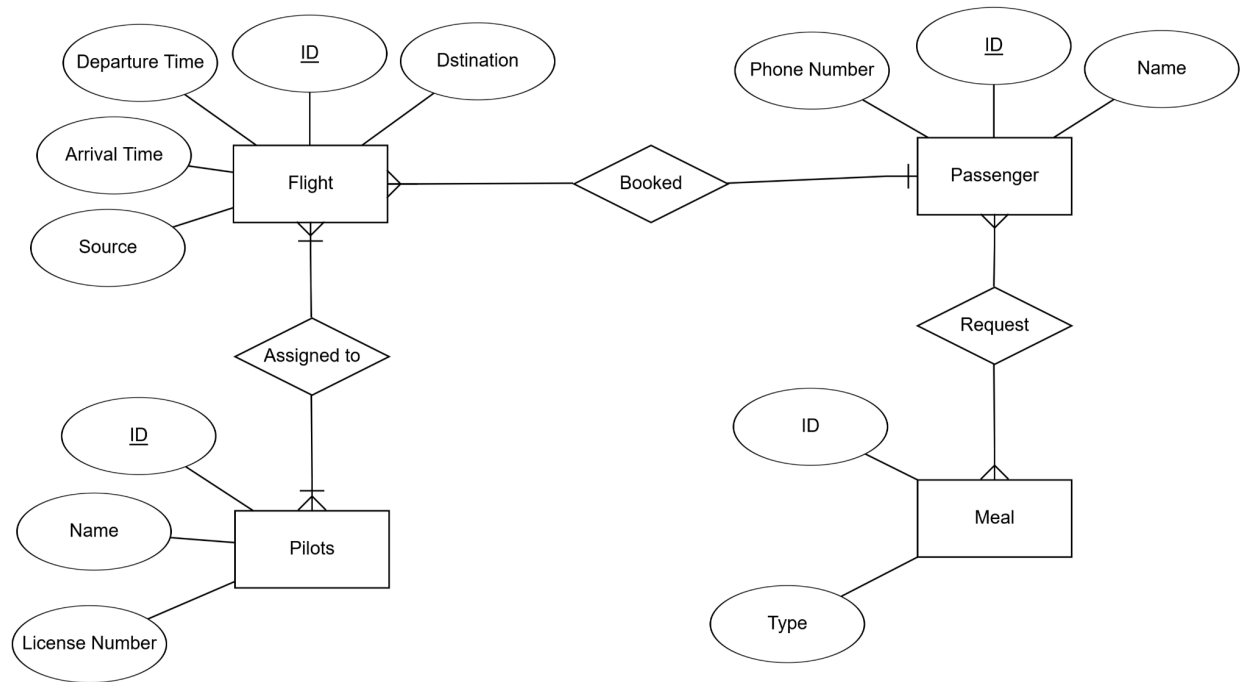 ID
Departure Time
Dstination
Arrival Time
Flight
Source
Booked
Phone Number
ID
Name
Passenger
Assigned to
Request
ID
Name
Pilots
License Number
ID
Meal
Type